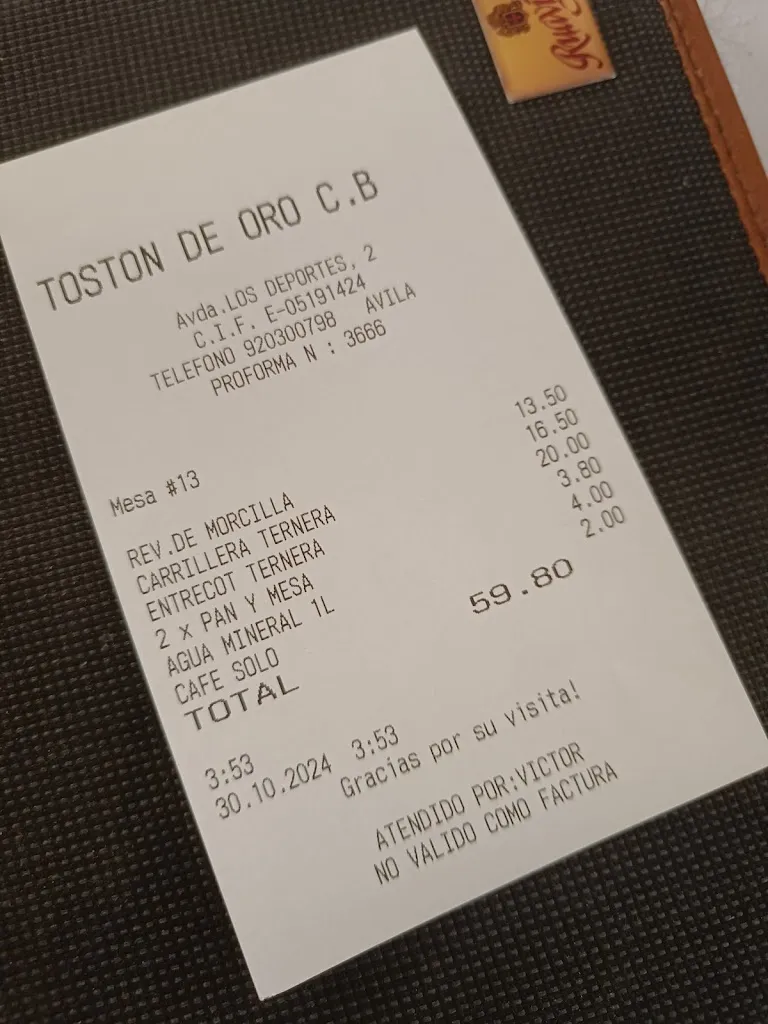 TOSTON DE ORO C.B
Avda.LOS DEPORTES, 2
C.I.F. E-05191424
TELEFONO 920300798 AVILA
PROFORMA N : 3666
Mesa #13
REV.DE MORCILLA 13.50
CARRILLERA TERNERA 16.50
ENTRECOT TERNERA 20.00
2 x PAN Y MESA 3.80
AGUA MINERAL 1L 4.00
CAFE SOLO 2.00
TOTAL 59.80
3:53
30.10.2024 3:53
Gracias por su visita!
ATENDIDO POR:VICTOR
NO VALIDO COMO FACTURA